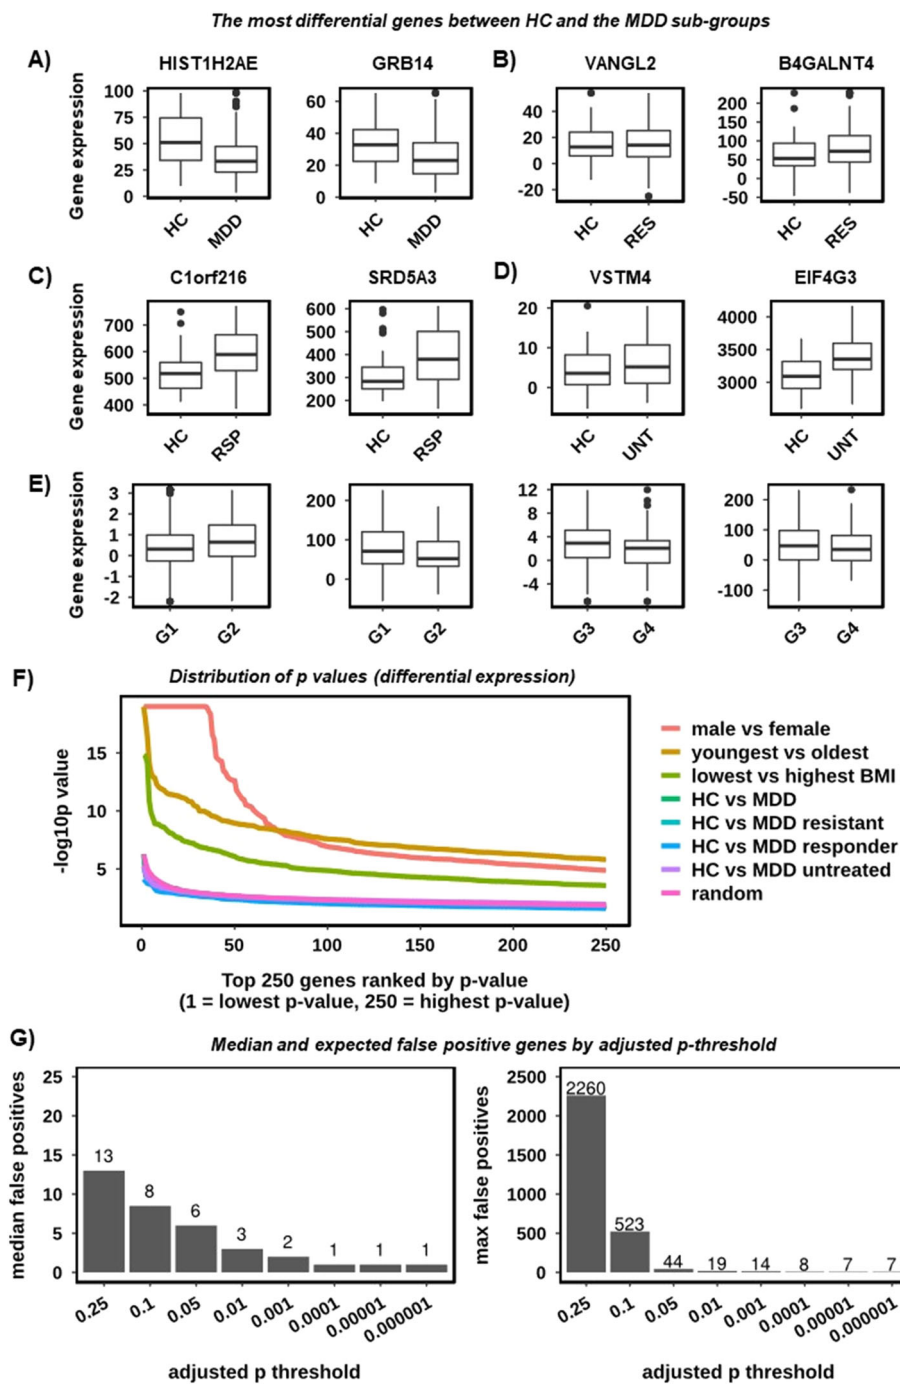 The most differential genes between HC and the MDD sub-groups
A) HIST1H2AE GRB14 B) VANGL2 B4GALNT4
Gene expression
100
75
50
25
0
HC MDD
60
40
20
0
HC MDD
40
20
0
-20
HC RES
200
150
100
50
0
-50
HC RES
C) C1orf216 SRD5A3 D) VSTM4 EIF4G3
Gene expression
700
600
500
400
HC RSP
600
500
400
300
200
HC RSP
20
10
0
HC UNT
4000
3500
3000
HC UNT
E)
Gene expression
3
2
1
0
-1
-2
G1 G2
200
100
0
G1 G2
12
8
4
0
-4
G3 G4
200
100
0
-100
G3 G4
F) Distribution of p values (differential expression)
-log10p value
15
10
5
0 50 100 150 200 250
Top 250 genes ranked by p-value
(1 = lowest p-value, 250 = highest p-value)
male vs female
youngest vs oldest
lowest vs highest BMI
HC vs MDD
HC vs MDD resistant
HC vs MDD responder
HC vs MDD untreated
random
G) Median and expected false positive genes by adjusted p-threshold
median false positives
25
20
15
10
5
0
13 8 6 3 2 1 1 1
0.25 0.1 0.05 0.01 0.001 0.0001 0.00001 0.000001
adjusted p threshold
max false positives
2500
2000
1500
1000
500
0
2260 523 44 19 14 8 7 7
0.25 0.1 0.05 0.01 0.001 0.0001 0.00001 0.000001
adjusted p threshold